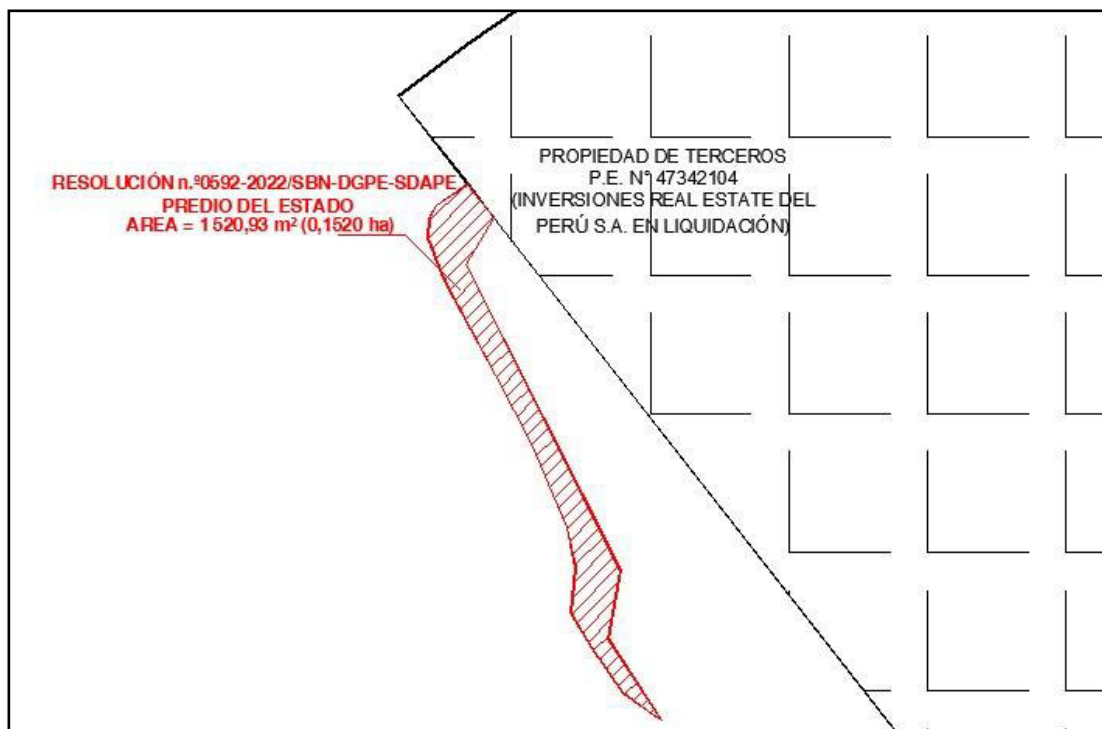 RESOLUCIÓN n.º0592-2022/SBN-DGPE-SDAPE
PREDIO DEL ESTADO
AREA = 1 520,93 m² (0,1520 ha)
PROPIEDAD DE TERCEROS
P.E. N° 47342104
(INVERSIONES REAL ESTATE DEL
PERÚ S.A. EN LIQUIDACIÓN)